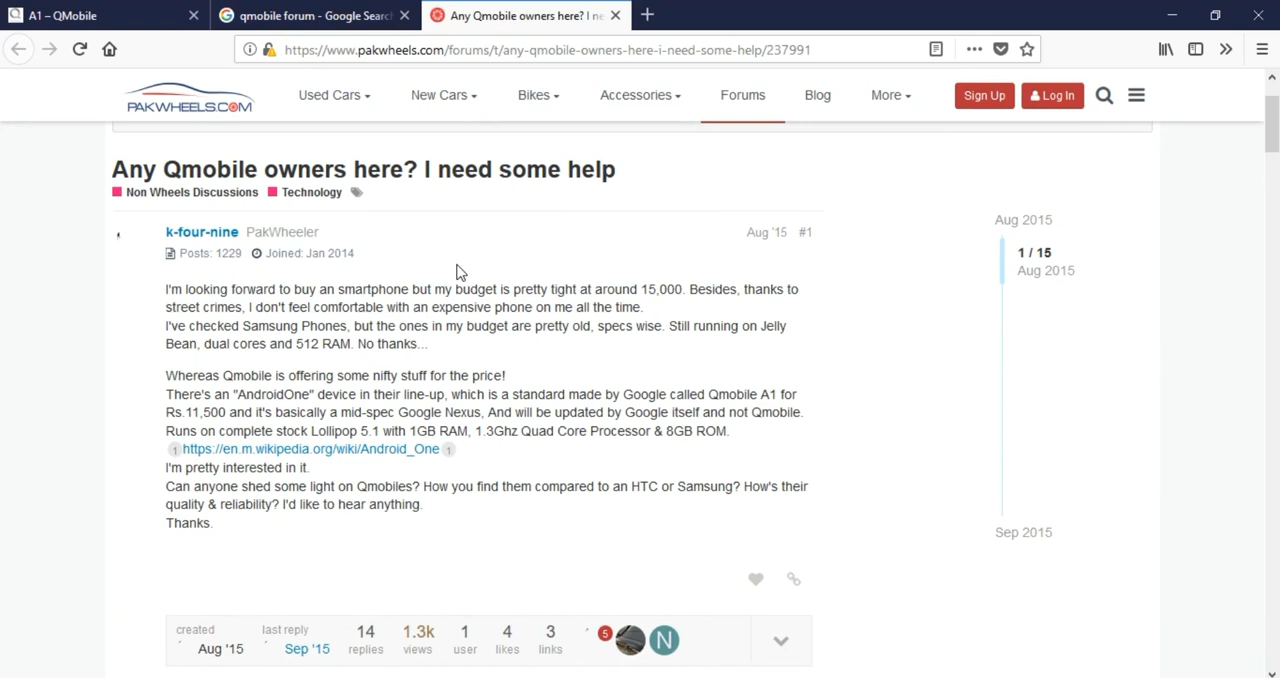 A1 – QMobile
qmobile forum - Google Searc
Any Qmobile owners here? I n
https://www.pakwheels.com/forums/t/any-qmobile-owners-here-i-need-some-help/237991
PAKWHEELS.COM
Used Cars
New Cars
Bikes
Accessories
Forums
Blog
More
Sign Up
Log In
Any Qmobile owners here? I need some help
Non Wheels Discussions Technology
k-four-nine PakWheeler
Aug '15 #1
Posts: 1229 Joined: Jan 2014
I'm looking forward to buy an smartphone but my budget is pretty tight at around 15,000. Besides, thanks to
street crimes, I don't feel comfortable with an expensive phone on me all the time.
I've checked Samsung Phones, but the ones in my budget are pretty old, specs wise. Still running on Jelly
Bean, dual cores and 512 RAM. No thanks...
Whereas Qmobile is offering some nifty stuff for the price!
There's an "AndroidOne" device in their line-up, which is a standard made by Google called Qmobile A1 for
Rs.11,500 and it's basically a mid-spec Google Nexus, And will be updated by Google itself and not Qmobile.
Runs on complete stock Lollipop 5.1 with 1GB RAM, 1.3Ghz Quad Core Processor & 8GB ROM.
1 https://en.m.wikipedia.org/wiki/Android_One 1
I'm pretty interested in it.
Can anyone shed some light on Qmobiles? How you find them compared to an HTC or Samsung? How's their
quality & reliability? I'd like to hear anything.
Thanks.
Aug 2015
1 / 15
Aug 2015
Sep 2015
created
Aug '15
last reply
Sep '15
14
replies
1.3k
views
1
user
4
likes
3
links
5
N